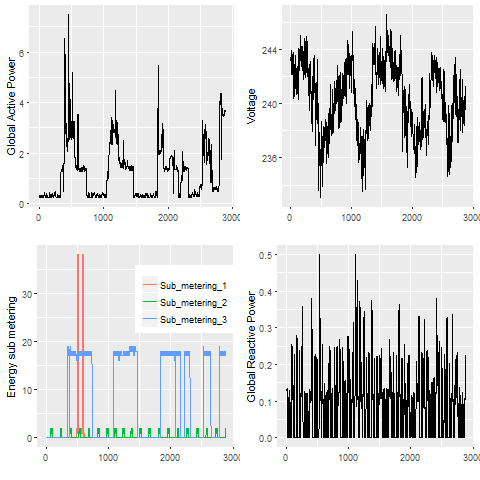 Global Active Power
6
4
2
0
0 1000 2000 3000
Voltage
244
240
236
0 1000 2000 3000
Energy sub metering
30
20
10
0
Sub_metering_1
Sub_metering_2
Sub_metering_3
0 1000 2000 3000
Global Reactive Power
0.5
0.4
0.3
0.2
0.1
0.0
0 1000 2000 3000